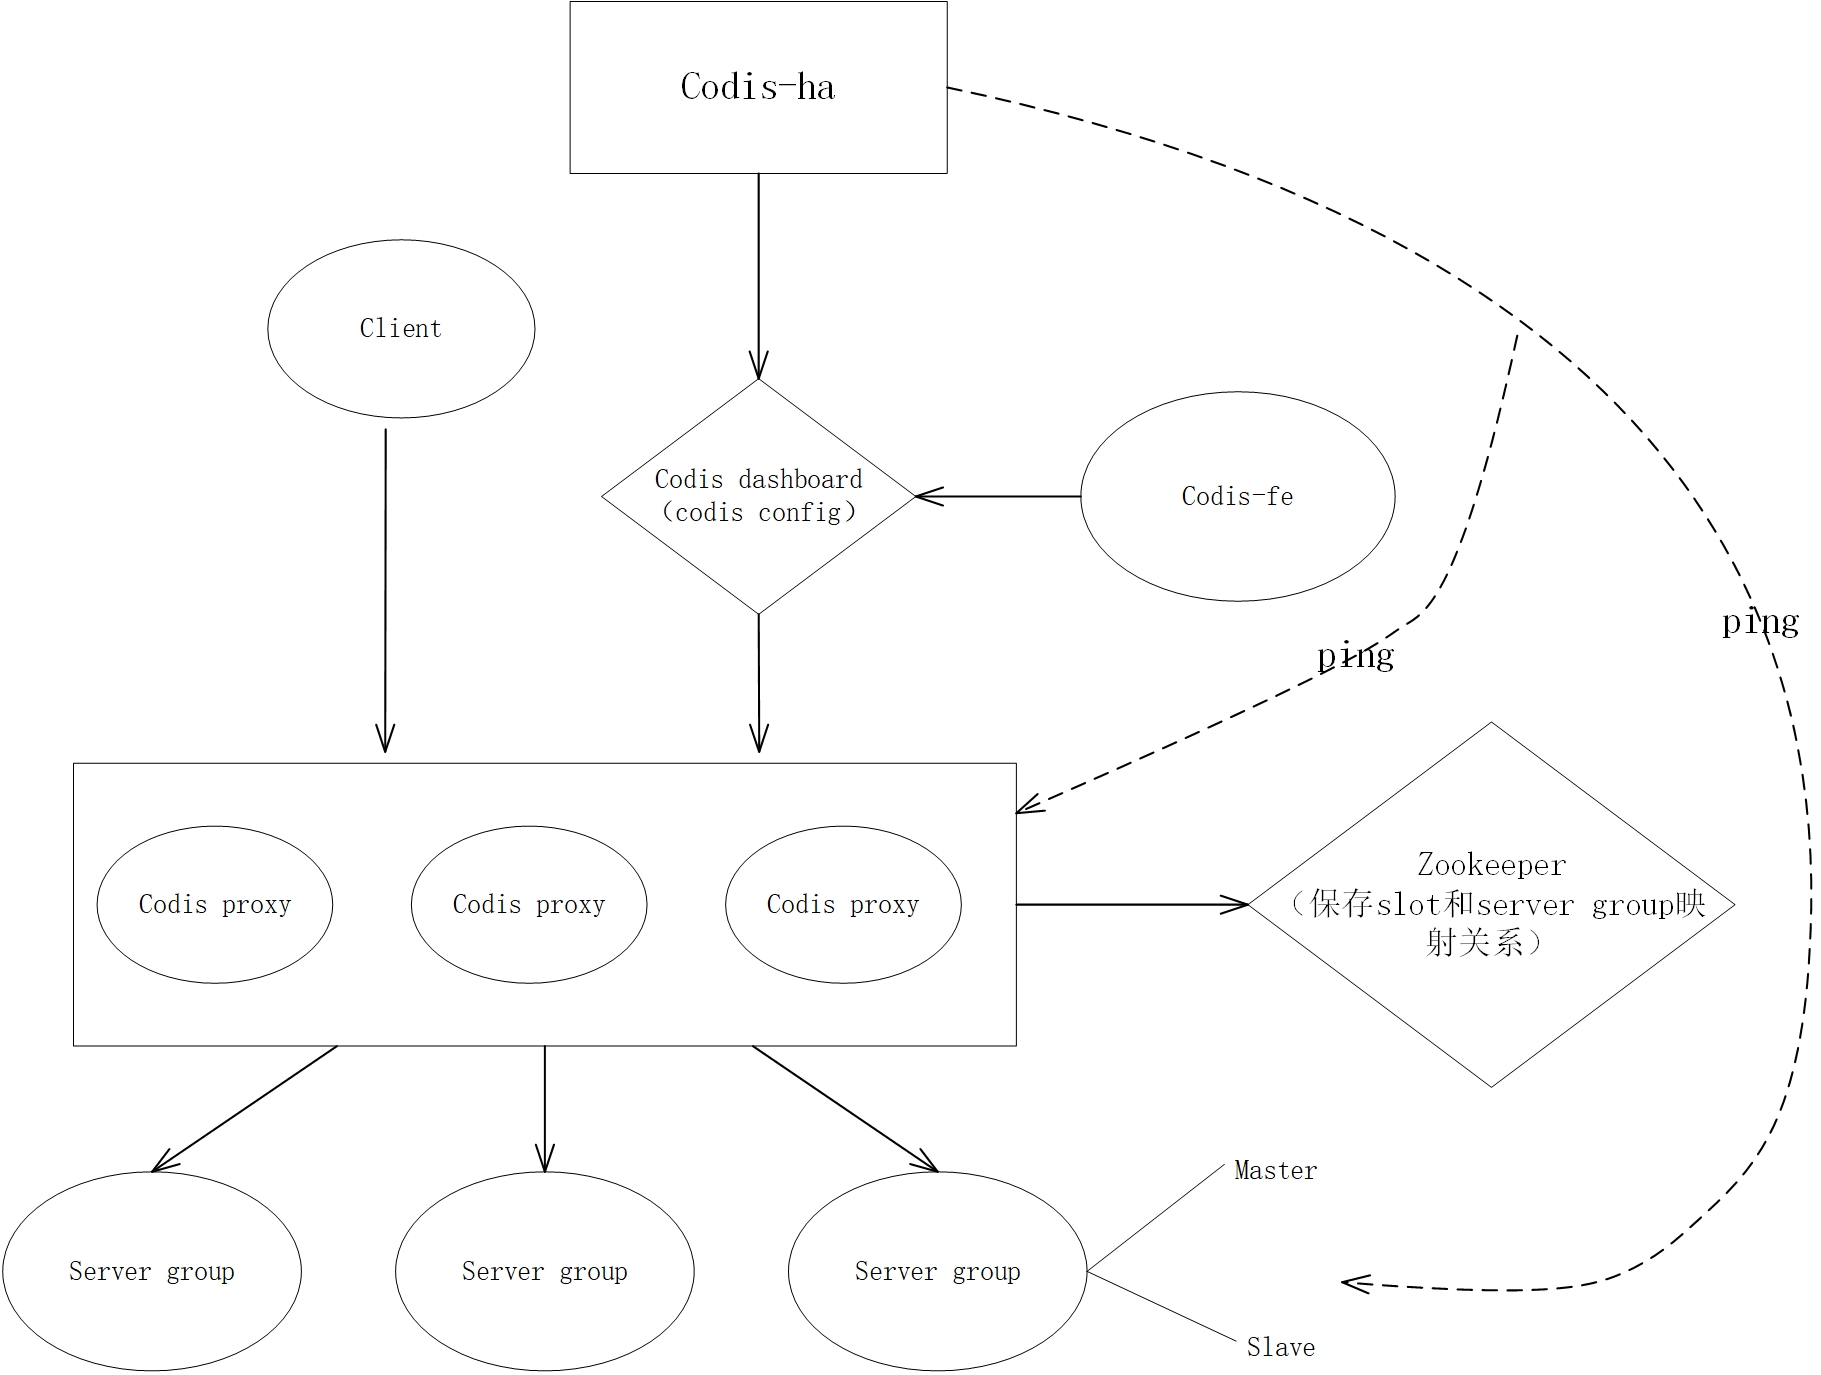 Codis-ha
Client
Codis dashboard
（codis config）
Codis-fe
ping
ping
Codis proxy
Codis proxy
Codis proxy
Zookeeper
（保存slot和server group映
射关系）
Master
Server group
Server group
Server group
Slave